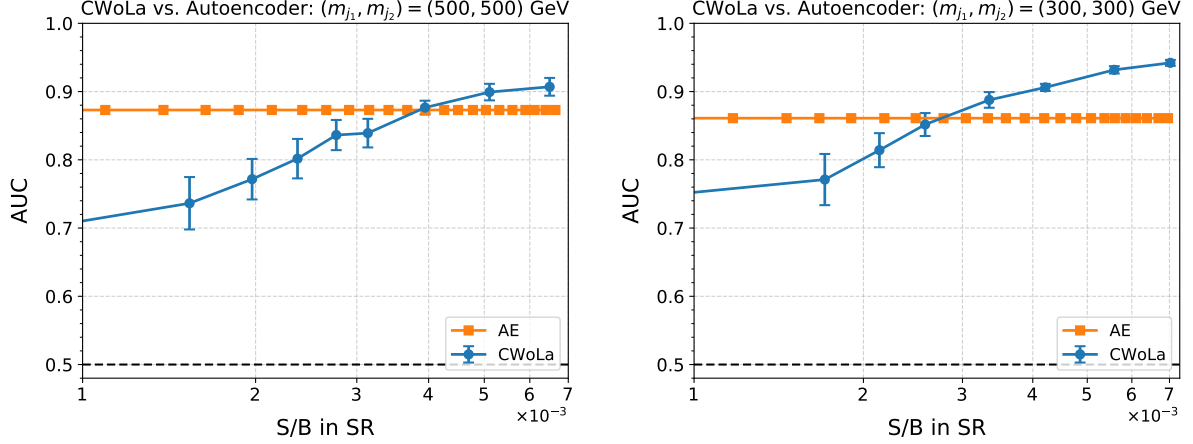 CWoLa vs. Autoencoder: (m_{j_1}, m_{j_2}) = (500, 500) GeV
1.0
0.9
0.8
0.7
0.6
0.5
AUC
AE
CWoLa
1 2 3 4 5 6 7
×10⁻³
S/B in SR
CWoLa vs. Autoencoder: (m_{j_1}, m_{j_2}) = (300, 300) GeV
1.0
0.9
0.8
0.7
0.6
0.5
AUC
AE
CWoLa
1 2 3 4 5 6 7
×10⁻³
S/B in SR